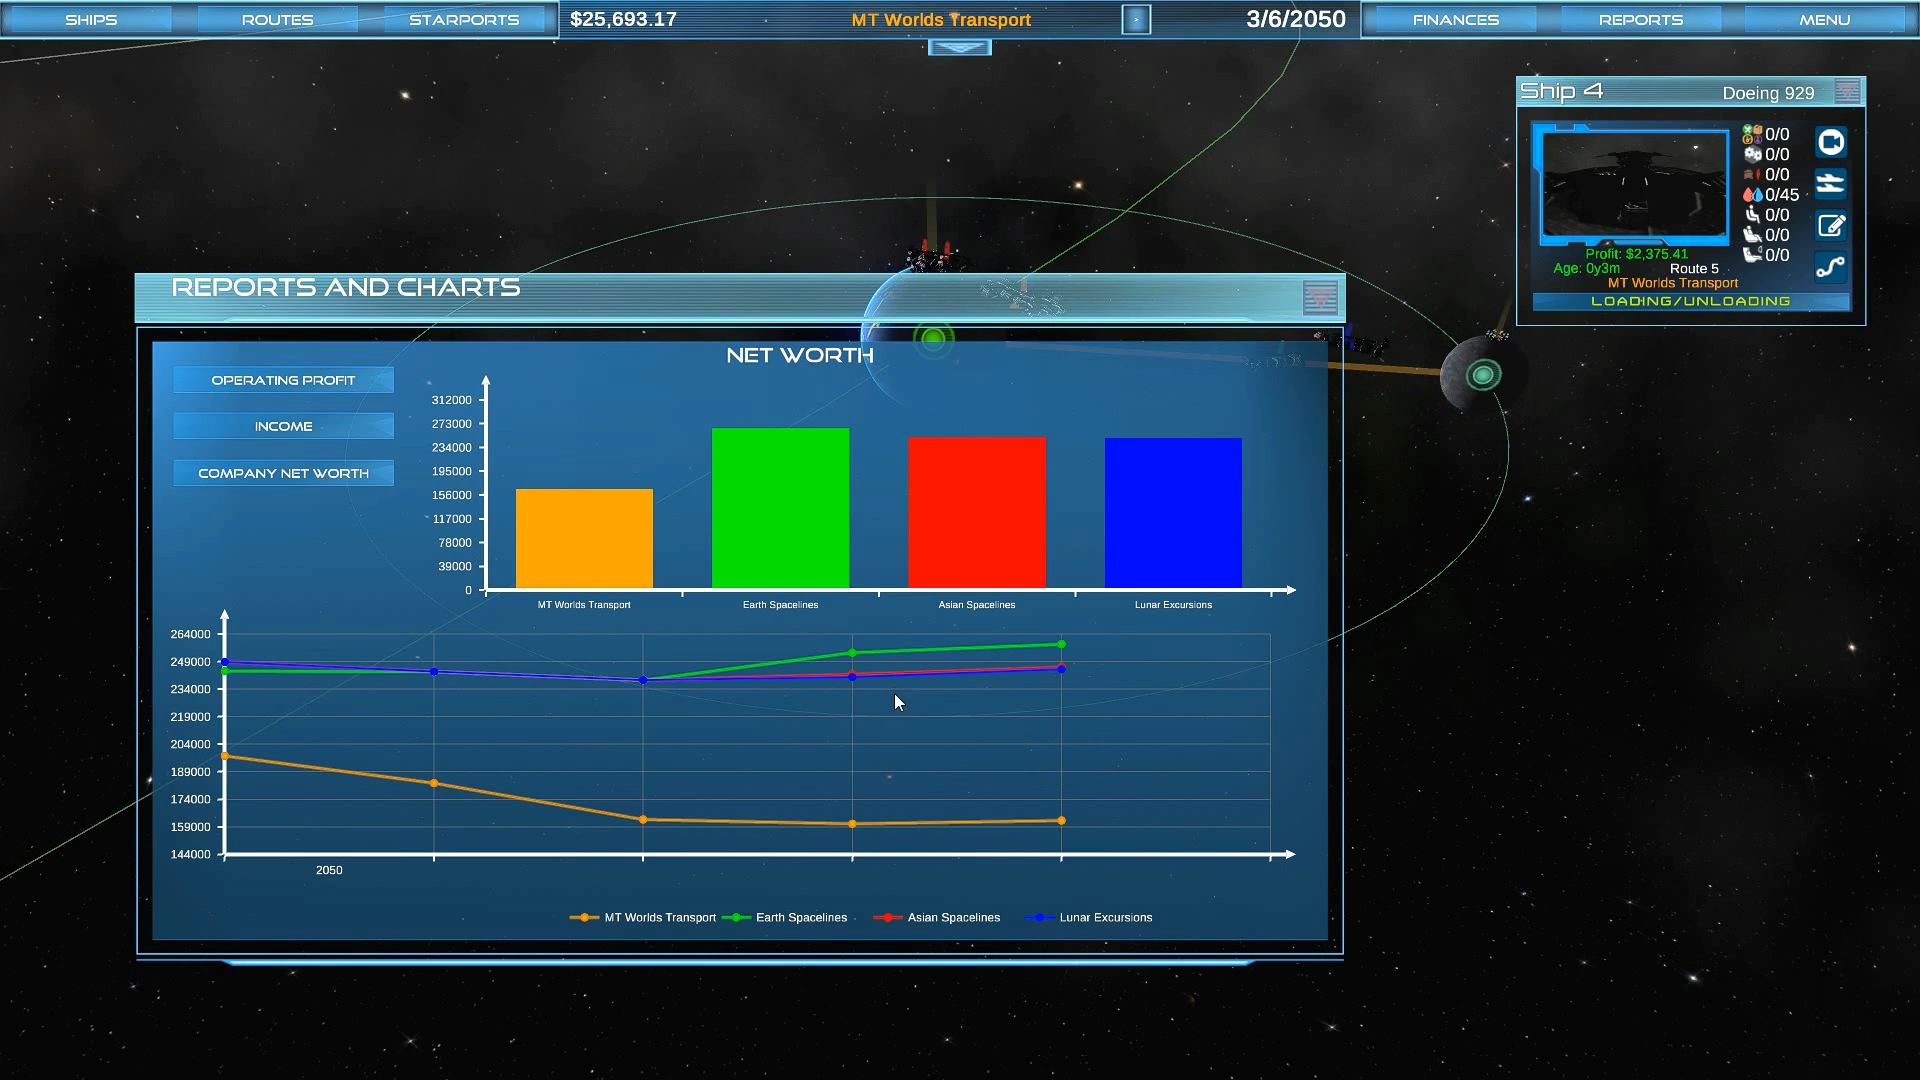 SHIPS
ROUTES
STARPORTS
$25,693.17
MT Worlds Transport
>
3/6/2050
FINANCES
REPORTS
MENU
Ship 4
Doeing 929
0/0
0/0
0/0
0/45
0/0
0/0
0/0
Profit: $2,375.41
Age: 0y3m
Route 5
MT Worlds Transport
LOADING/UNLOADING
REPORTS AND CHARTS
NET WORTH
OPERATING PROFIT
INCOME
COMPANY NET WORTH
312000
273000
234000
195000
156000
117000
78000
39000
0
MT Worlds Transport
Earth Spacelines
Asian Spacelines
Lunar Excursions
264000
249000
234000
219000
204000
189000
174000
159000
144000
2050
MT Worlds Transport
Earth Spacelines
Asian Spacelines
Lunar Excursions